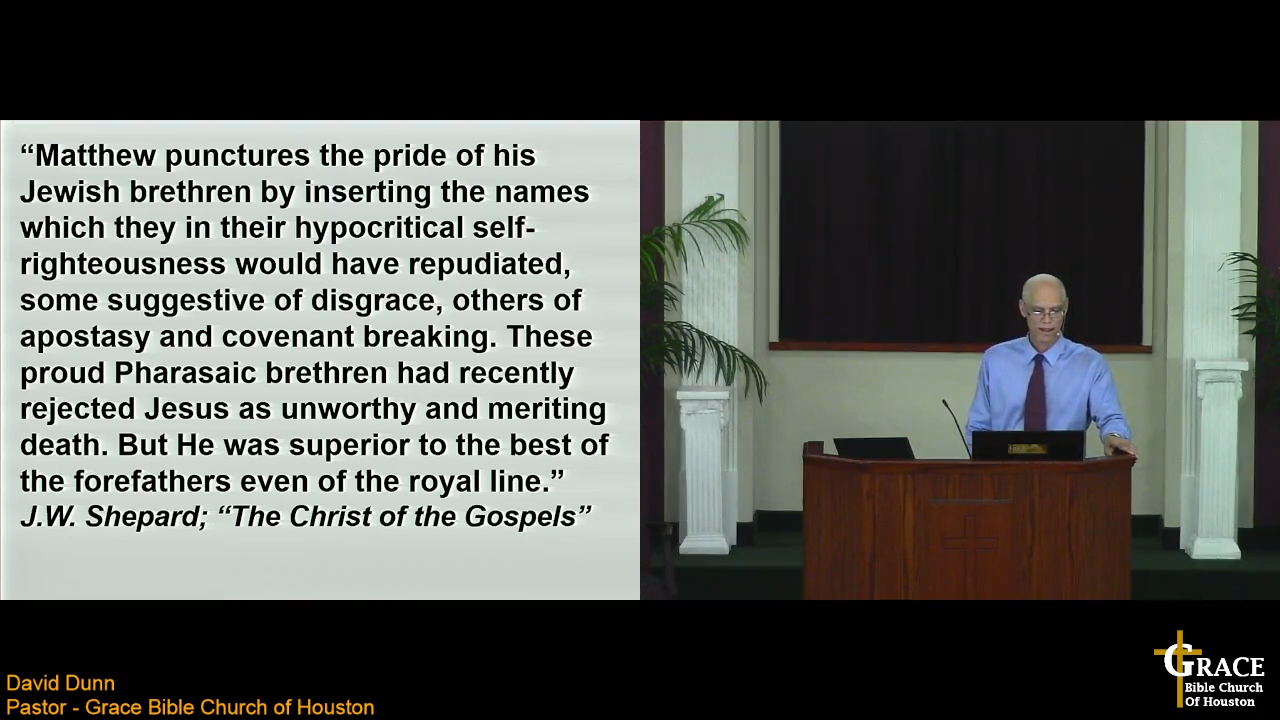 “Matthew punctures the pride of his
Jewish brethren by inserting the names
which they in their hypocritical self-
righteousness would have repudiated,
some suggestive of disgrace, others of
apostasy and covenant breaking. These
proud Pharasaic brethren had recently
rejected Jesus as unworthy and meriting
death. But He was superior to the best of
the forefathers even of the royal line.”
J.W. Shepard; “The Christ of the Gospels”
David Dunn
Pastor - Grace Bible Church of Houston
GRACE
Bible Church
Of Houston